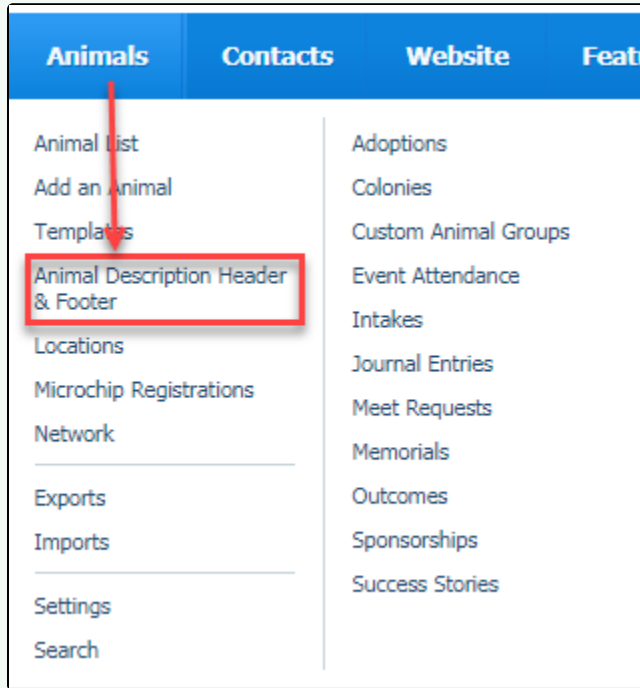 Animals Contacts Website
Animal List
Add an Animal
Templates
Animal Description Header
& Footer
Locations
Microchip Registrations
Network
Exports
Imports
Settings
Search
Adoptions
Colonies
Custom Animal Groups
Event Attendance
Intakes
Journal Entries
Meet Requests
Memorials
Outcomes
Sponsorships
Success Stories